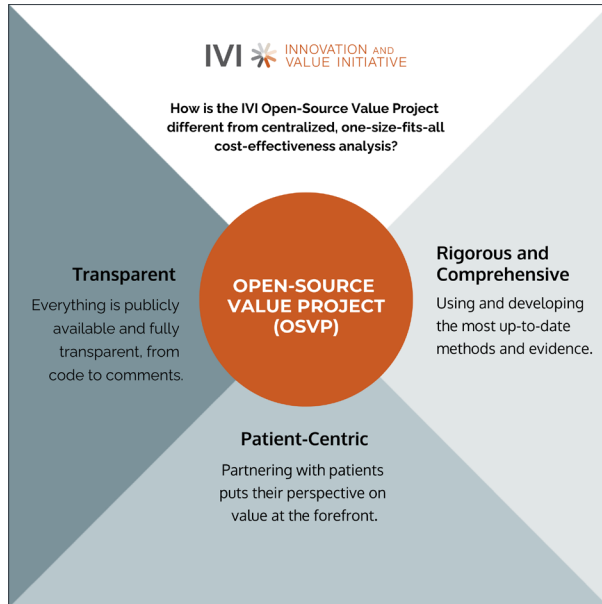 IVI INNOVATION AND
VALUE INITIATIVE
How is the IVI Open-Source Value Project
different from centralized, one-size-fits-all
cost-effectiveness analysis?
Transparent
Everything is publicly
available and fully
transparent, from
code to comments.
OPEN-SOURCE
VALUE PROJECT
(OSVP)
Rigorous and
Comprehensive
Using and developing
the most up-to-date
methods and evidence.
Patient-Centric
Partnering with patients
puts their perspective on
value at the forefront.